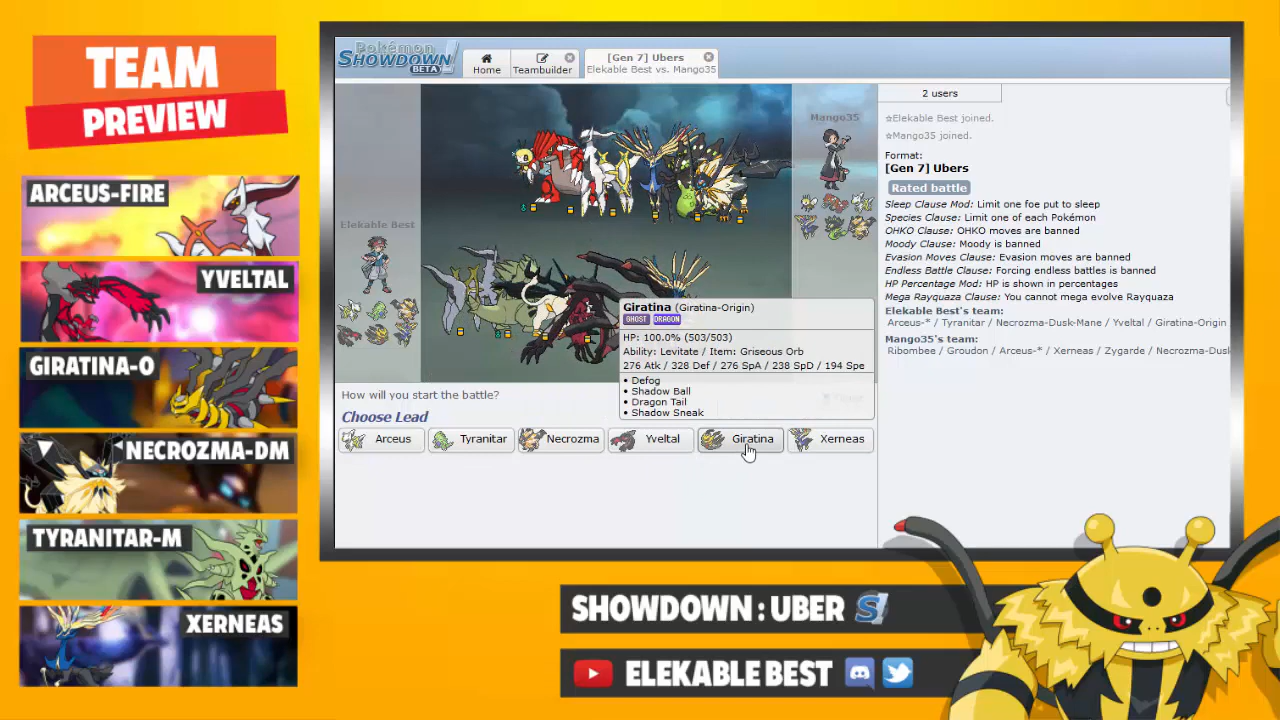 TEAM
PREVIEW
ARCEUS-FIRE
YVELTAL
GIRATINA-O
NECROZMA-DM
TYRANITAR-M
XERNEAS
Pokémon
SHOWDOWN!
BETA
Home
Teambuilder
[Gen 7] Ubers
Elekable Best vs. Mango35
Mango35
Elekable Best
Giratina (Giratina-Origin)
GHOST DRAGON
HP: 100.0% (503/503)
Ability: Levitate / Item: Griseous Orb
276 Atk / 328 Def / 276 SpA / 238 SpD / 194 Spe
• Defog
• Shadow Ball
• Dragon Tail
• Shadow Sneak
How will you start the battle?
Choose Lead
Arceus
Tyranitar
Necrozma
Yveltal
Giratina
Xerneas
2 users
☆Elekable Best joined.
☆Mango35 joined.
Format:
[Gen 7] Ubers
Rated battle
Sleep Clause Mod: Limit one foe put to sleep
Species Clause: Limit one of each Pokémon
OHKO Clause: OHKO moves are banned
Moody Clause: Moody is banned
Evasion Moves Clause: Evasion moves are banned
Endless Battle Clause: Forcing endless battles is banned
HP Percentage Mod: HP is shown in percentages
Mega Rayquaza Clause: You cannot mega evolve Rayquaza
Elekable Best's team:
Arceus-* / Tyranitar / Necrozma-Dusk-Mane / Yveltal / Giratina-Origin
Mango35's team:
Ribombee / Groudon / Arceus-* / Xerneas / Zygarde / Necrozma-Dusk
SHOWDOWN : UBER S
ELEKABLE BEST